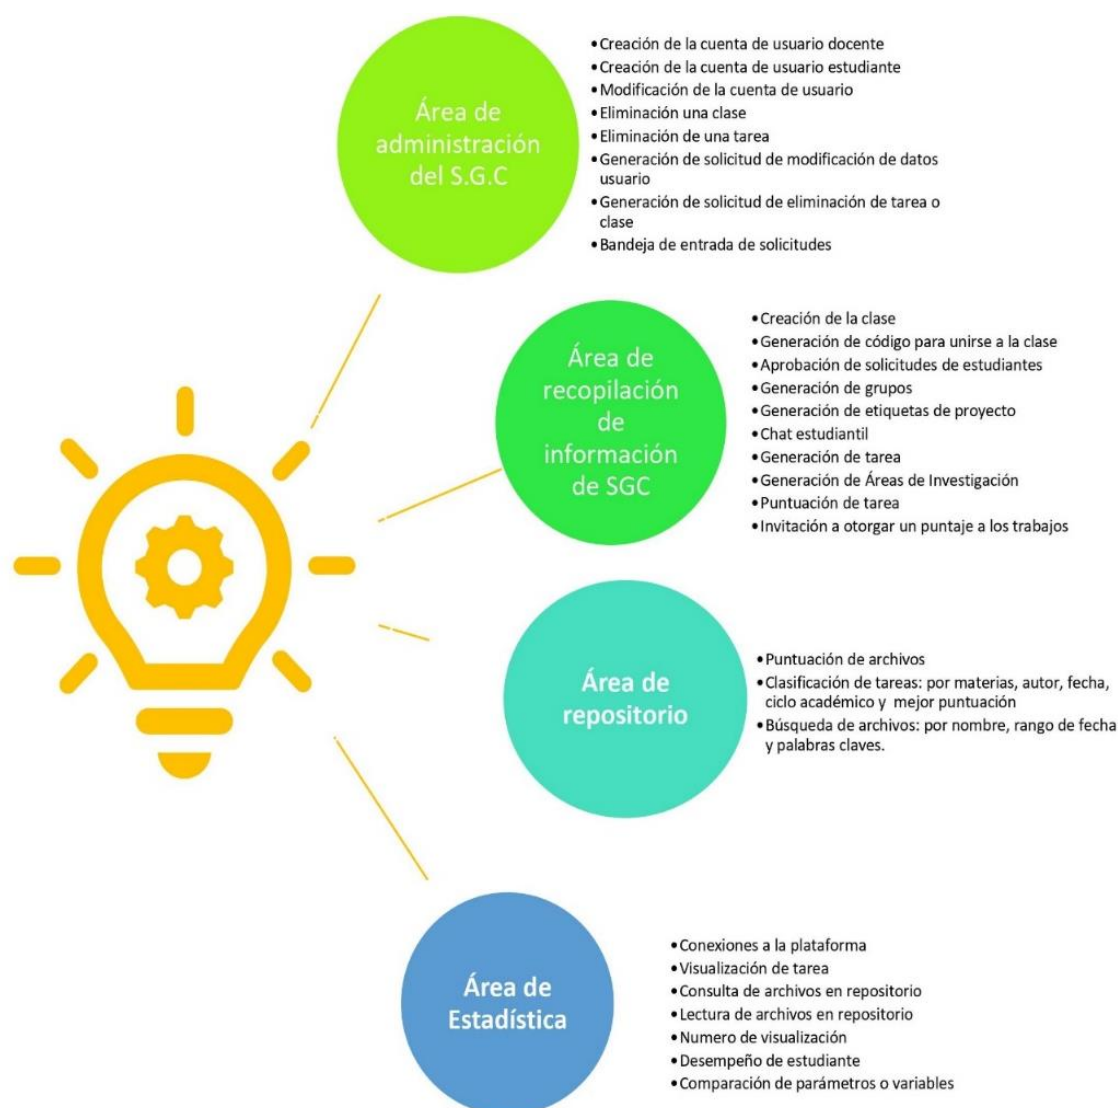 Área de
administración
del S.G.C
•Creación de la cuenta de usuario docente
•Creación de la cuenta de usuario estudiante
•Modificación de la cuenta de usuario
•Eliminación una clase
•Eliminación de una tarea
•Generación de solicitud de modificación de datos
usuario
•Generación de solicitud de eliminación de tarea o
clase
•Bandeja de entrada de solicitudes
Área de
recopilación
de
información
de SGC
•Creación de la clase
•Generación de código para unirse a la clase
•Aprobación de solicitudes de estudiantes
•Generación de grupos
•Generación de etiquetas de proyecto
•Chat estudiantil
•Generación de tarea
•Generación de Áreas de Investigación
•Puntuación de tarea
•Invitación a otorgar un puntaje a los trabajos
Área de
repositorio
•Puntuación de archivos
•Clasificación de tareas: por materias, autor, fecha,
ciclo académico y mejor puntuación
•Búsqueda de archivos: por nombre, rango de fecha
y palabras claves.
Área de
Estadística
•Conexiones a la plataforma
•Visualización de tarea
•Consulta de archivos en repositorio
•Lectura de archivos en repositorio
•Numero de visualización
•Desempeño de estudiante
•Comparación de parámetros o variables